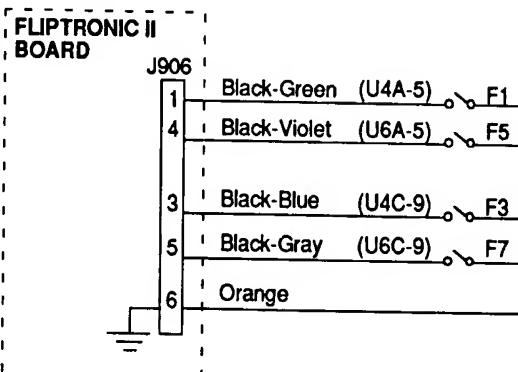 FLIPTRONIC II
BOARD
J906
1 Black-Green (U4A-5) F1
4 Black-Violet (U6A-5) F5
3 Black-Blue (U4C-9) F3
5 Black-Gray (U6C-9) F7
6 Orange